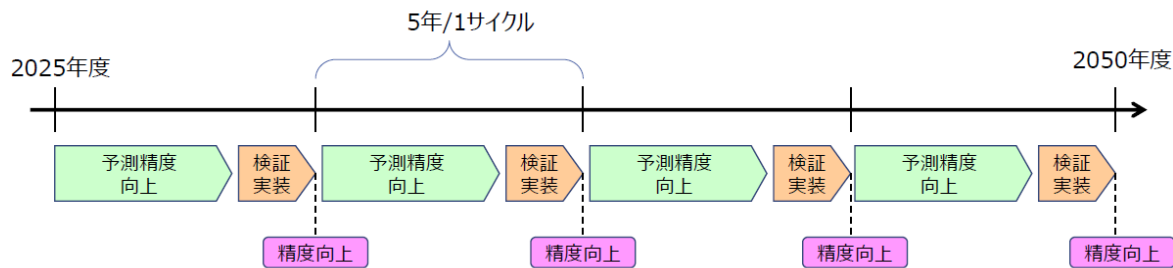 5年/1サイクル
2025年度
2050年度
予測精度
向上
検証
実装
予測精度
向上
検証
実装
予測精度
向上
検証
実装
予測精度
向上
検証
実装
精度向上
精度向上
精度向上
精度向上